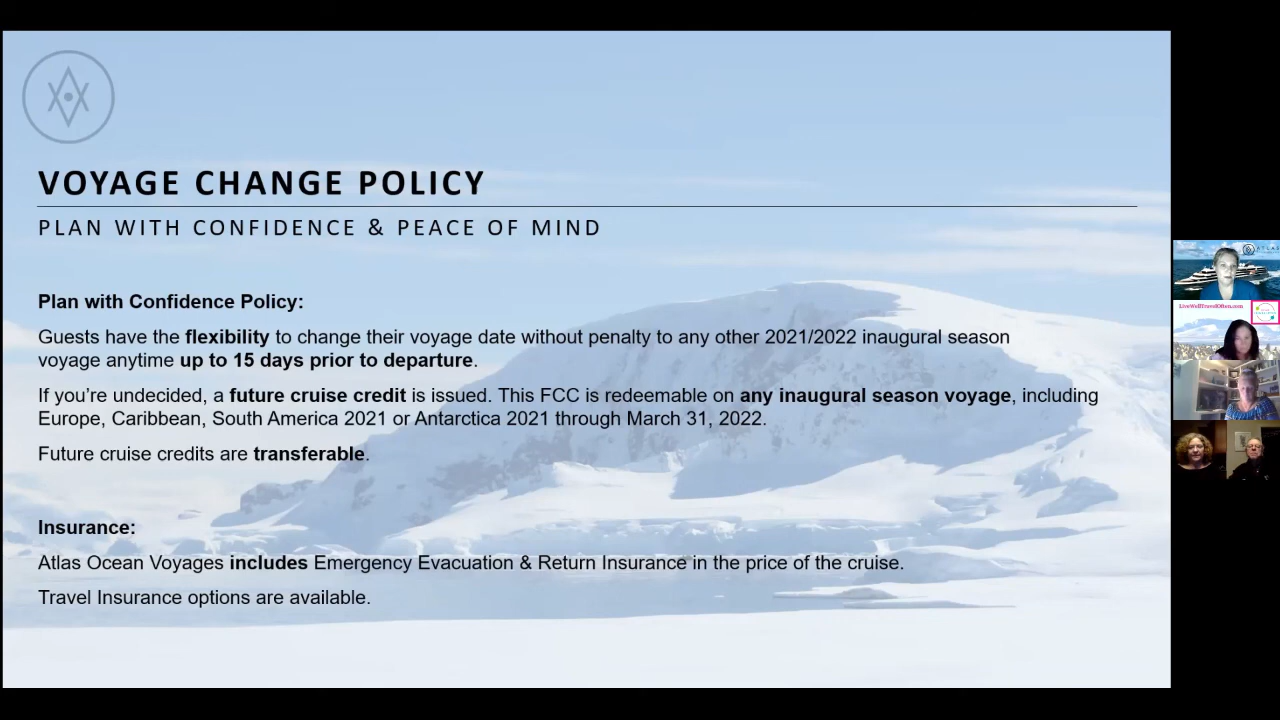 VOYAGE CHANGE POLICY
PLAN WITH CONFIDENCE & PEACE OF MIND
Plan with Confidence Policy:
Guests have the flexibility to change their voyage date without penalty to any other 2021/2022 inaugural season
voyage anytime up to 15 days prior to departure.
If you’re undecided, a future cruise credit is issued. This FCC is redeemable on any inaugural season voyage, including
Europe, Caribbean, South America 2021 or Antarctica 2021 through March 31, 2022.
Future cruise credits are transferable.
Insurance:
Atlas Ocean Voyages includes Emergency Evacuation & Return Insurance in the price of the cruise.
Travel Insurance options are available.
ATLAS
LiveWellTravelOften.com